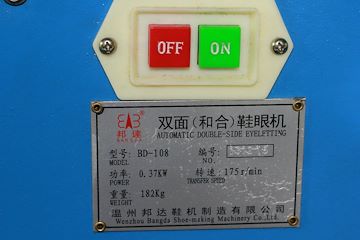 OFF ON
邦达
BANGDA
双面(和合)鞋眼机
AUTOMATIC DOUBLE-SIDE EYELETTING
型号: BD-108 编号:
MODEL NO.
功率: 0.37KW 转速: 175r/min
POWER TRANSFER SPEED
重量: 182Kg
WEIGHT
温州邦达鞋机制造有限公司
Wenzhou Bangda Shoe-making Machinery Co., Ltd.